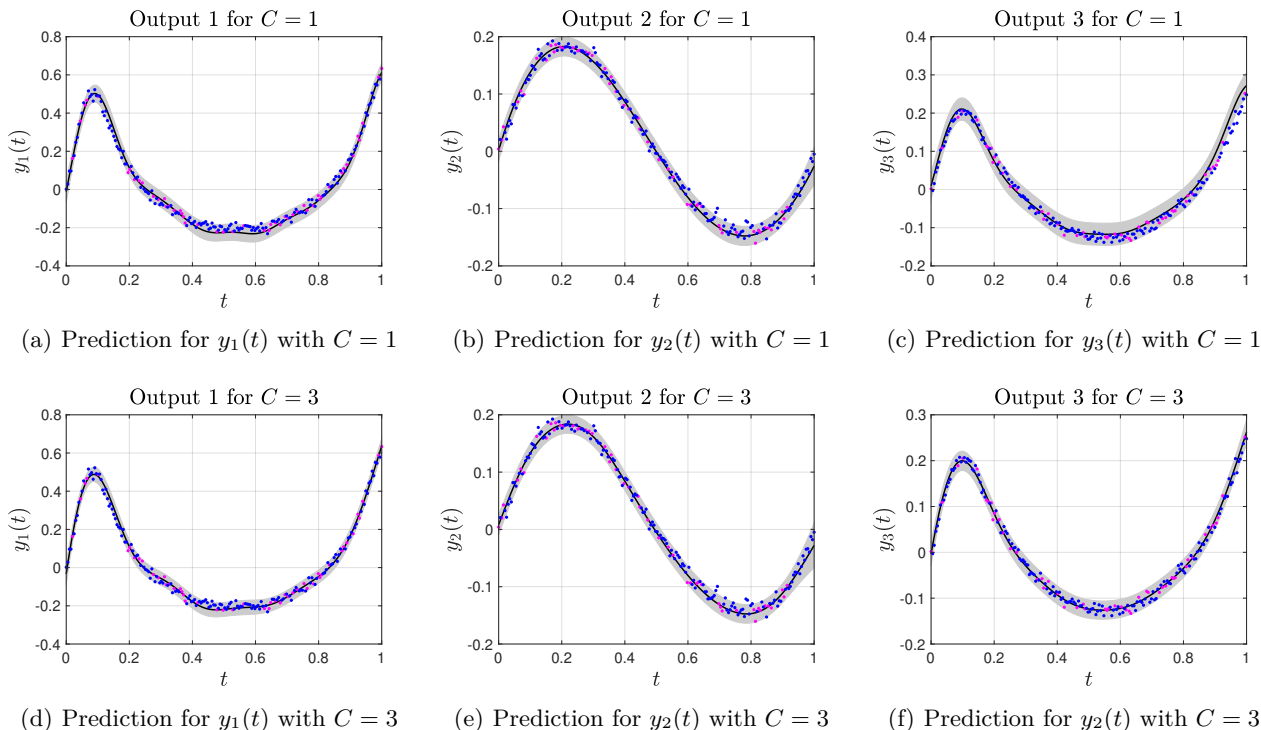 Output 1 for C = 1
0.8
0.6
0.4
0.2
0
-0.2
-0.4
y₁(t)
0 0.2 0.4 0.6 0.8 1
t
(a) Prediction for y₁(t) with C = 1
Output 2 for C = 1
0.2
0.1
0
-0.1
-0.2
y₂(t)
0 0.2 0.4 0.6 0.8 1
t
(b) Prediction for y₂(t) with C = 1
Output 3 for C = 1
0.4
0.3
0.2
0.1
0
-0.1
-0.2
y₃(t)
0 0.2 0.4 0.6 0.8 1
t
(c) Prediction for y₃(t) with C = 1
Output 1 for C = 3
0.8
0.6
0.4
0.2
0
-0.2
-0.4
y₁(t)
0 0.2 0.4 0.6 0.8 1
t
(d) Prediction for y₁(t) with C = 3
Output 2 for C = 3
0.2
0.1
0
-0.1
-0.2
y₂(t)
0 0.2 0.4 0.6 0.8 1
t
(e) Prediction for y₂(t) with C = 3
Output 3 for C = 3
0.3
0.2
0.1
0
-0.1
-0.2
y₃(t)
0 0.2 0.4 0.6 0.8 1
t
(f) Prediction for y₂(t) with C = 3